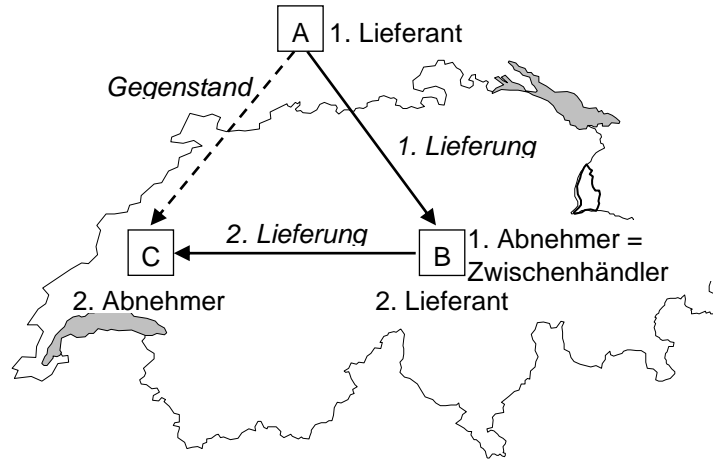 A
1. Lieferant
Gegenstand
1. Lieferung
2. Lieferung
C
B
1. Abnehmer =
Zwischenhändler
2. Abnehmer
2. Lieferant